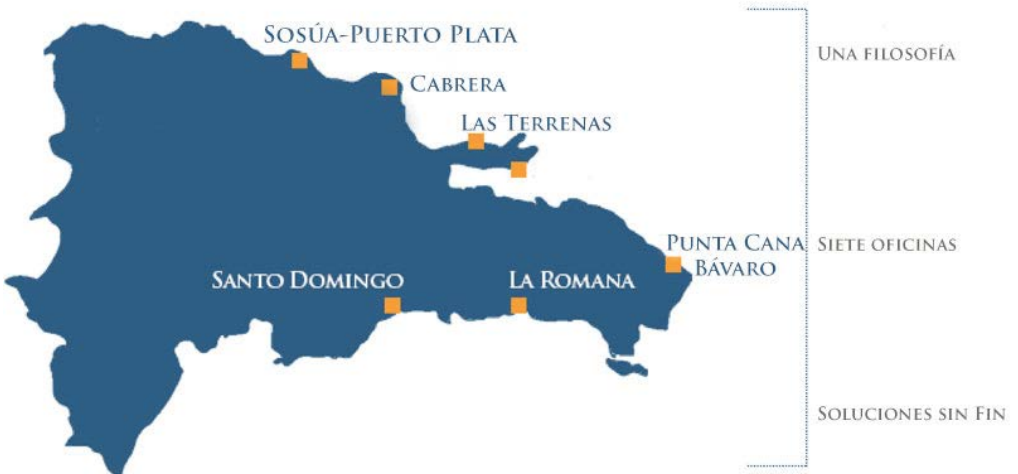 Sosúa-Puerto Plata
Cabrera
Las Terrenas
Punta Cana
Bávaro
Santo Domingo
La Romana
Una filosofía
Siete oficinas
Soluciones sin Fin